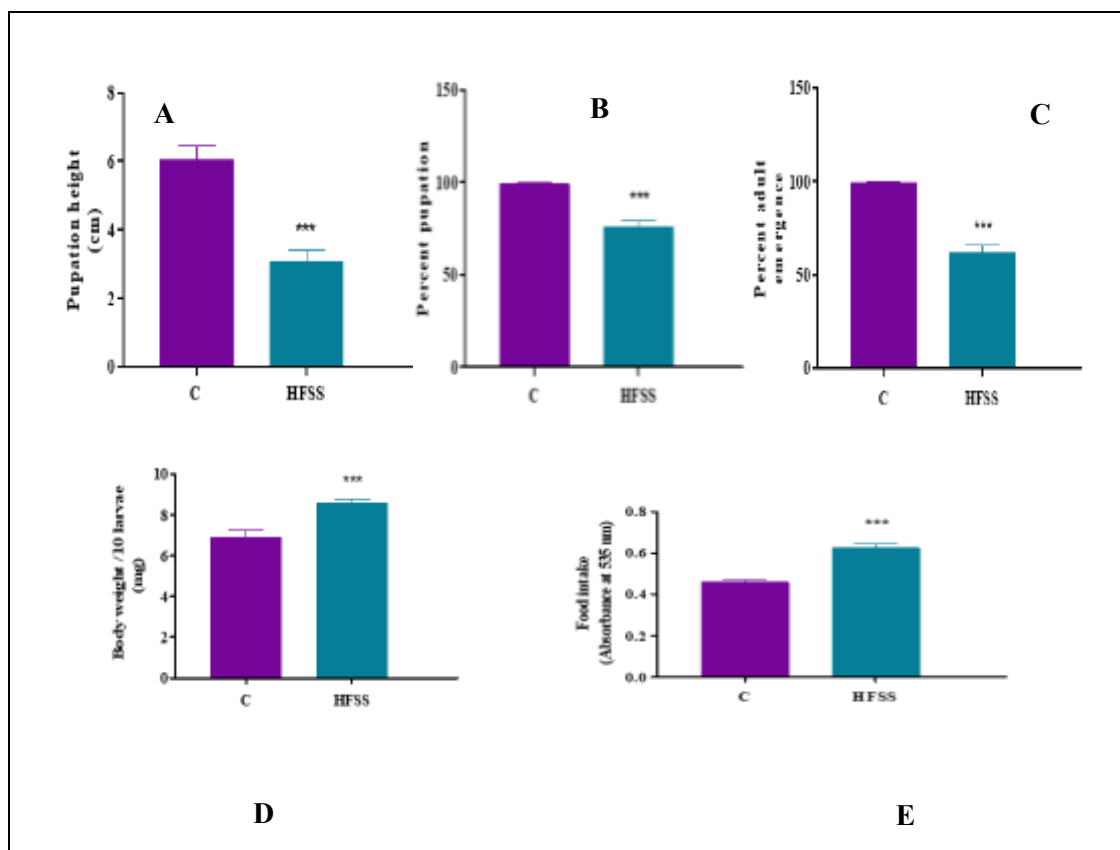 A
Pupation height
(cm)
8
6
4
2
0
***
C
HFSS
B
Percent pupation
150
100
50
0
***
C
HFSS
C
Percent adult
emergence
150
100
50
0
***
C
HFSS
Body weight /10 larvae
(mg)
10
8
6
4
2
0
***
C
HFSS
Food intake
(Absorbance at 535 nm)
0.8
0.6
0.4
0.2
0.0
***
C
HFSS
D
E